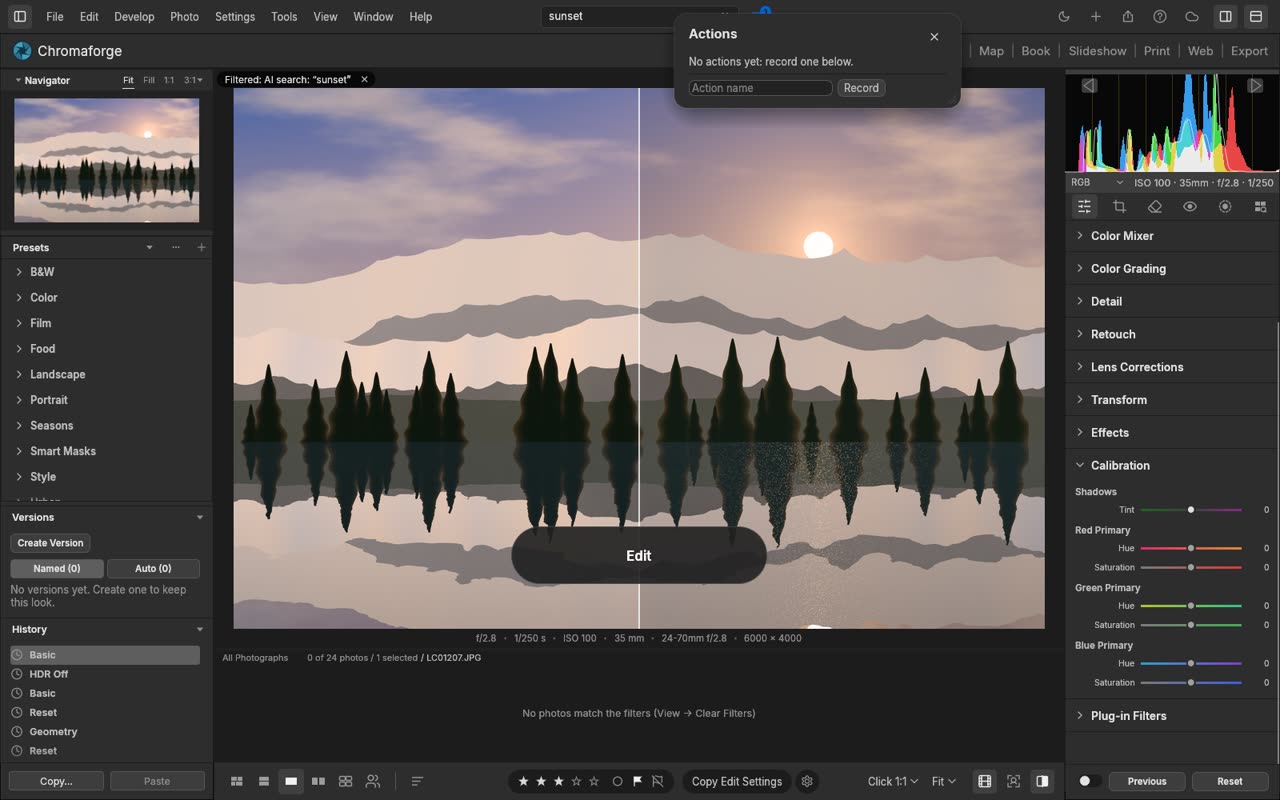 File Edit Develop Photo Settings Tools View Window Help
sunset
Actions
No actions yet: record one below.
Action name Record
Chromaforge
Map Book Slideshow Print Web Export
Navigator Fit Fill 1:1 3:1
Filtered: AI search: “sunset”
RGB ISO 100 · 35mm · f/2.8 · 1/250
Presets
B&W
Color
Film
Food
Landscape
Portrait
Seasons
Smart Masks
Style
Versions
Create Version
Named (0) Auto (0)
No versions yet. Create one to keep
this look.
History
Basic
HDR Off
Basic
Reset
Geometry
Reset
Copy... Paste
Edit
f/2.8 · 1/250 s · ISO 100 · 35 mm · 24-70mm f/2.8 · 6000 × 4000
All Photographs 0 of 24 photos / 1 selected / LC01207.JPG
No photos match the filters (View → Clear Filters)
Copy Edit Settings
Click 1:1 Fit
Color Mixer
Color Grading
Detail
Retouch
Lens Corrections
Transform
Effects
Calibration
Shadows
Tint 0
Red Primary
Hue 0
Saturation 0
Green Primary
Hue 0
Saturation 0
Blue Primary
Hue 0
Saturation 0
Plug-in Filters
Previous Reset